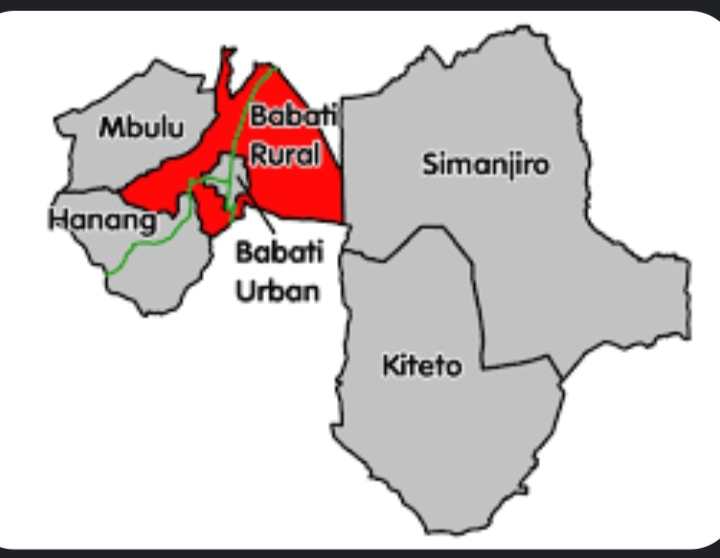 Mbulu
Babati
Rural
Simanjiro
Hanang
Babati
Urban
Kiteto